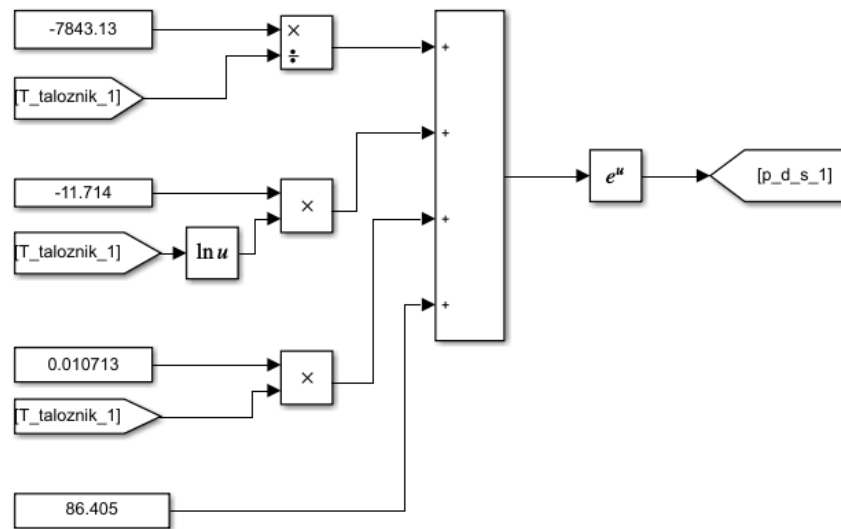 -7843.13
×
÷
[T_taloznik_1]
+
-11.714
×
+
[T_taloznik_1]
ln u
e^u
[p_d_s_1]
+
0.010713
×
+
[T_taloznik_1]
86.405